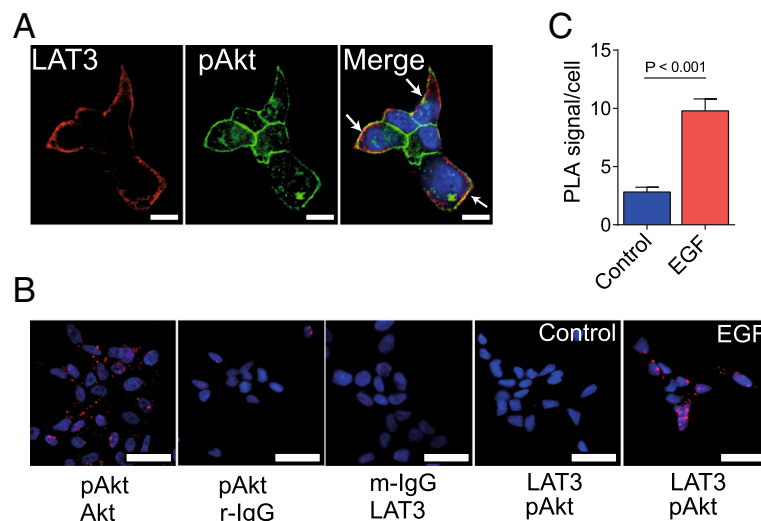 A
LAT3
pAkt
Merge
C
15
10
5
0
PLA signal/cell
P < 0.001
Control
EGF
B
Control
EGF
pAkt
Akt
pAkt
r-IgG
m-IgG
LAT3
LAT3
pAkt
LAT3
pAkt